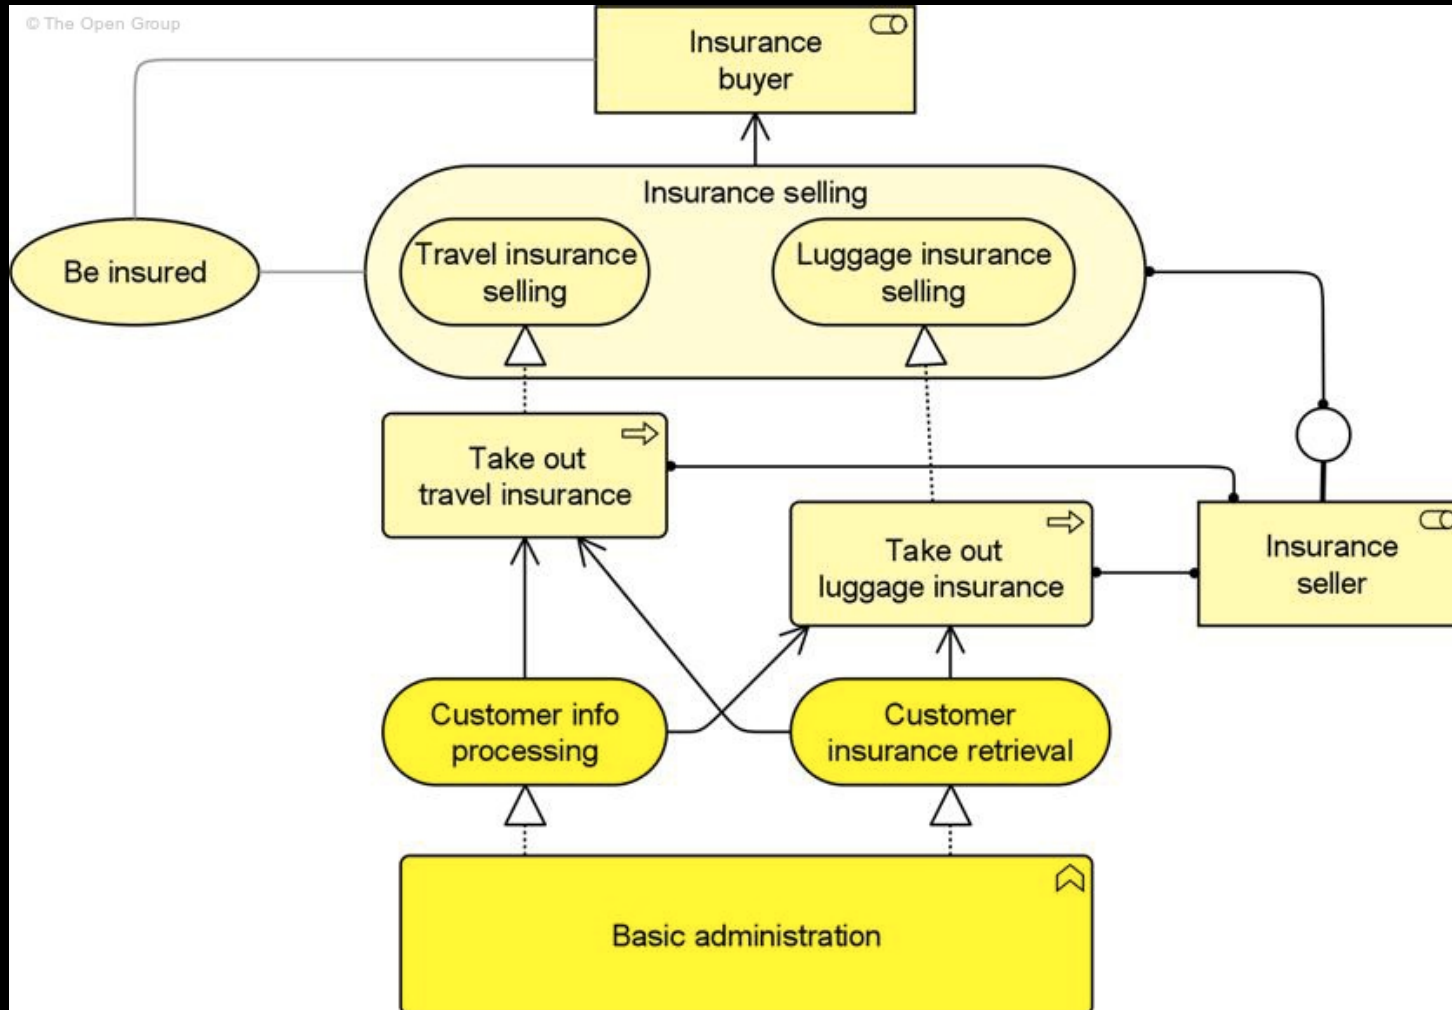 © The Open Group
Insurance
buyer
Insurance selling
Travel insurance
selling
Luggage insurance
selling
Be insured
Take out
travel insurance
Take out
luggage insurance
Insurance
seller
Customer info
processing
Customer
insurance retrieval
Basic administration